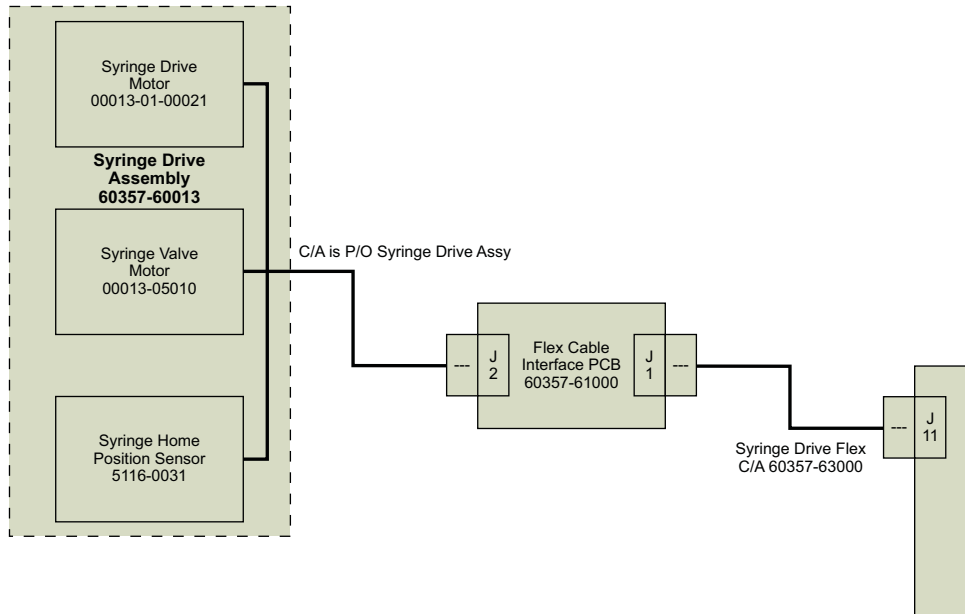 Syringe Drive
Motor
00013-01-00021
Syringe Drive
Assembly
60357-60013
Syringe Valve
Motor
00013-05010
C/A is P/O Syringe Drive Assy
Syringe Home
Position Sensor
5116-0031
---
J
2
Flex Cable
Interface PCB
60357-61000
J
1
---
Syringe Drive Flex
C/A 60357-63000
---
J
11